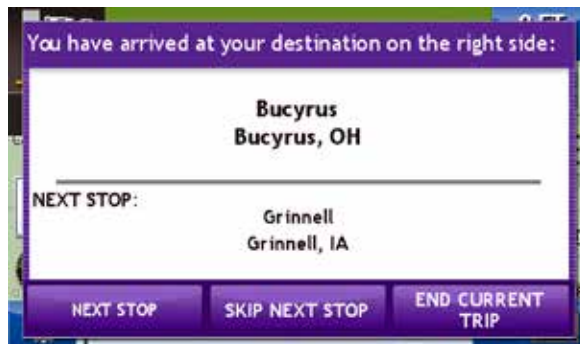 You have arrived at your destination on the right side:
Bucyrus
Bucyrus, OH
NEXT STOP:
Grinnell
Grinnell, IA
NEXT STOP
SKIP NEXT STOP
END CURRENT
TRIP